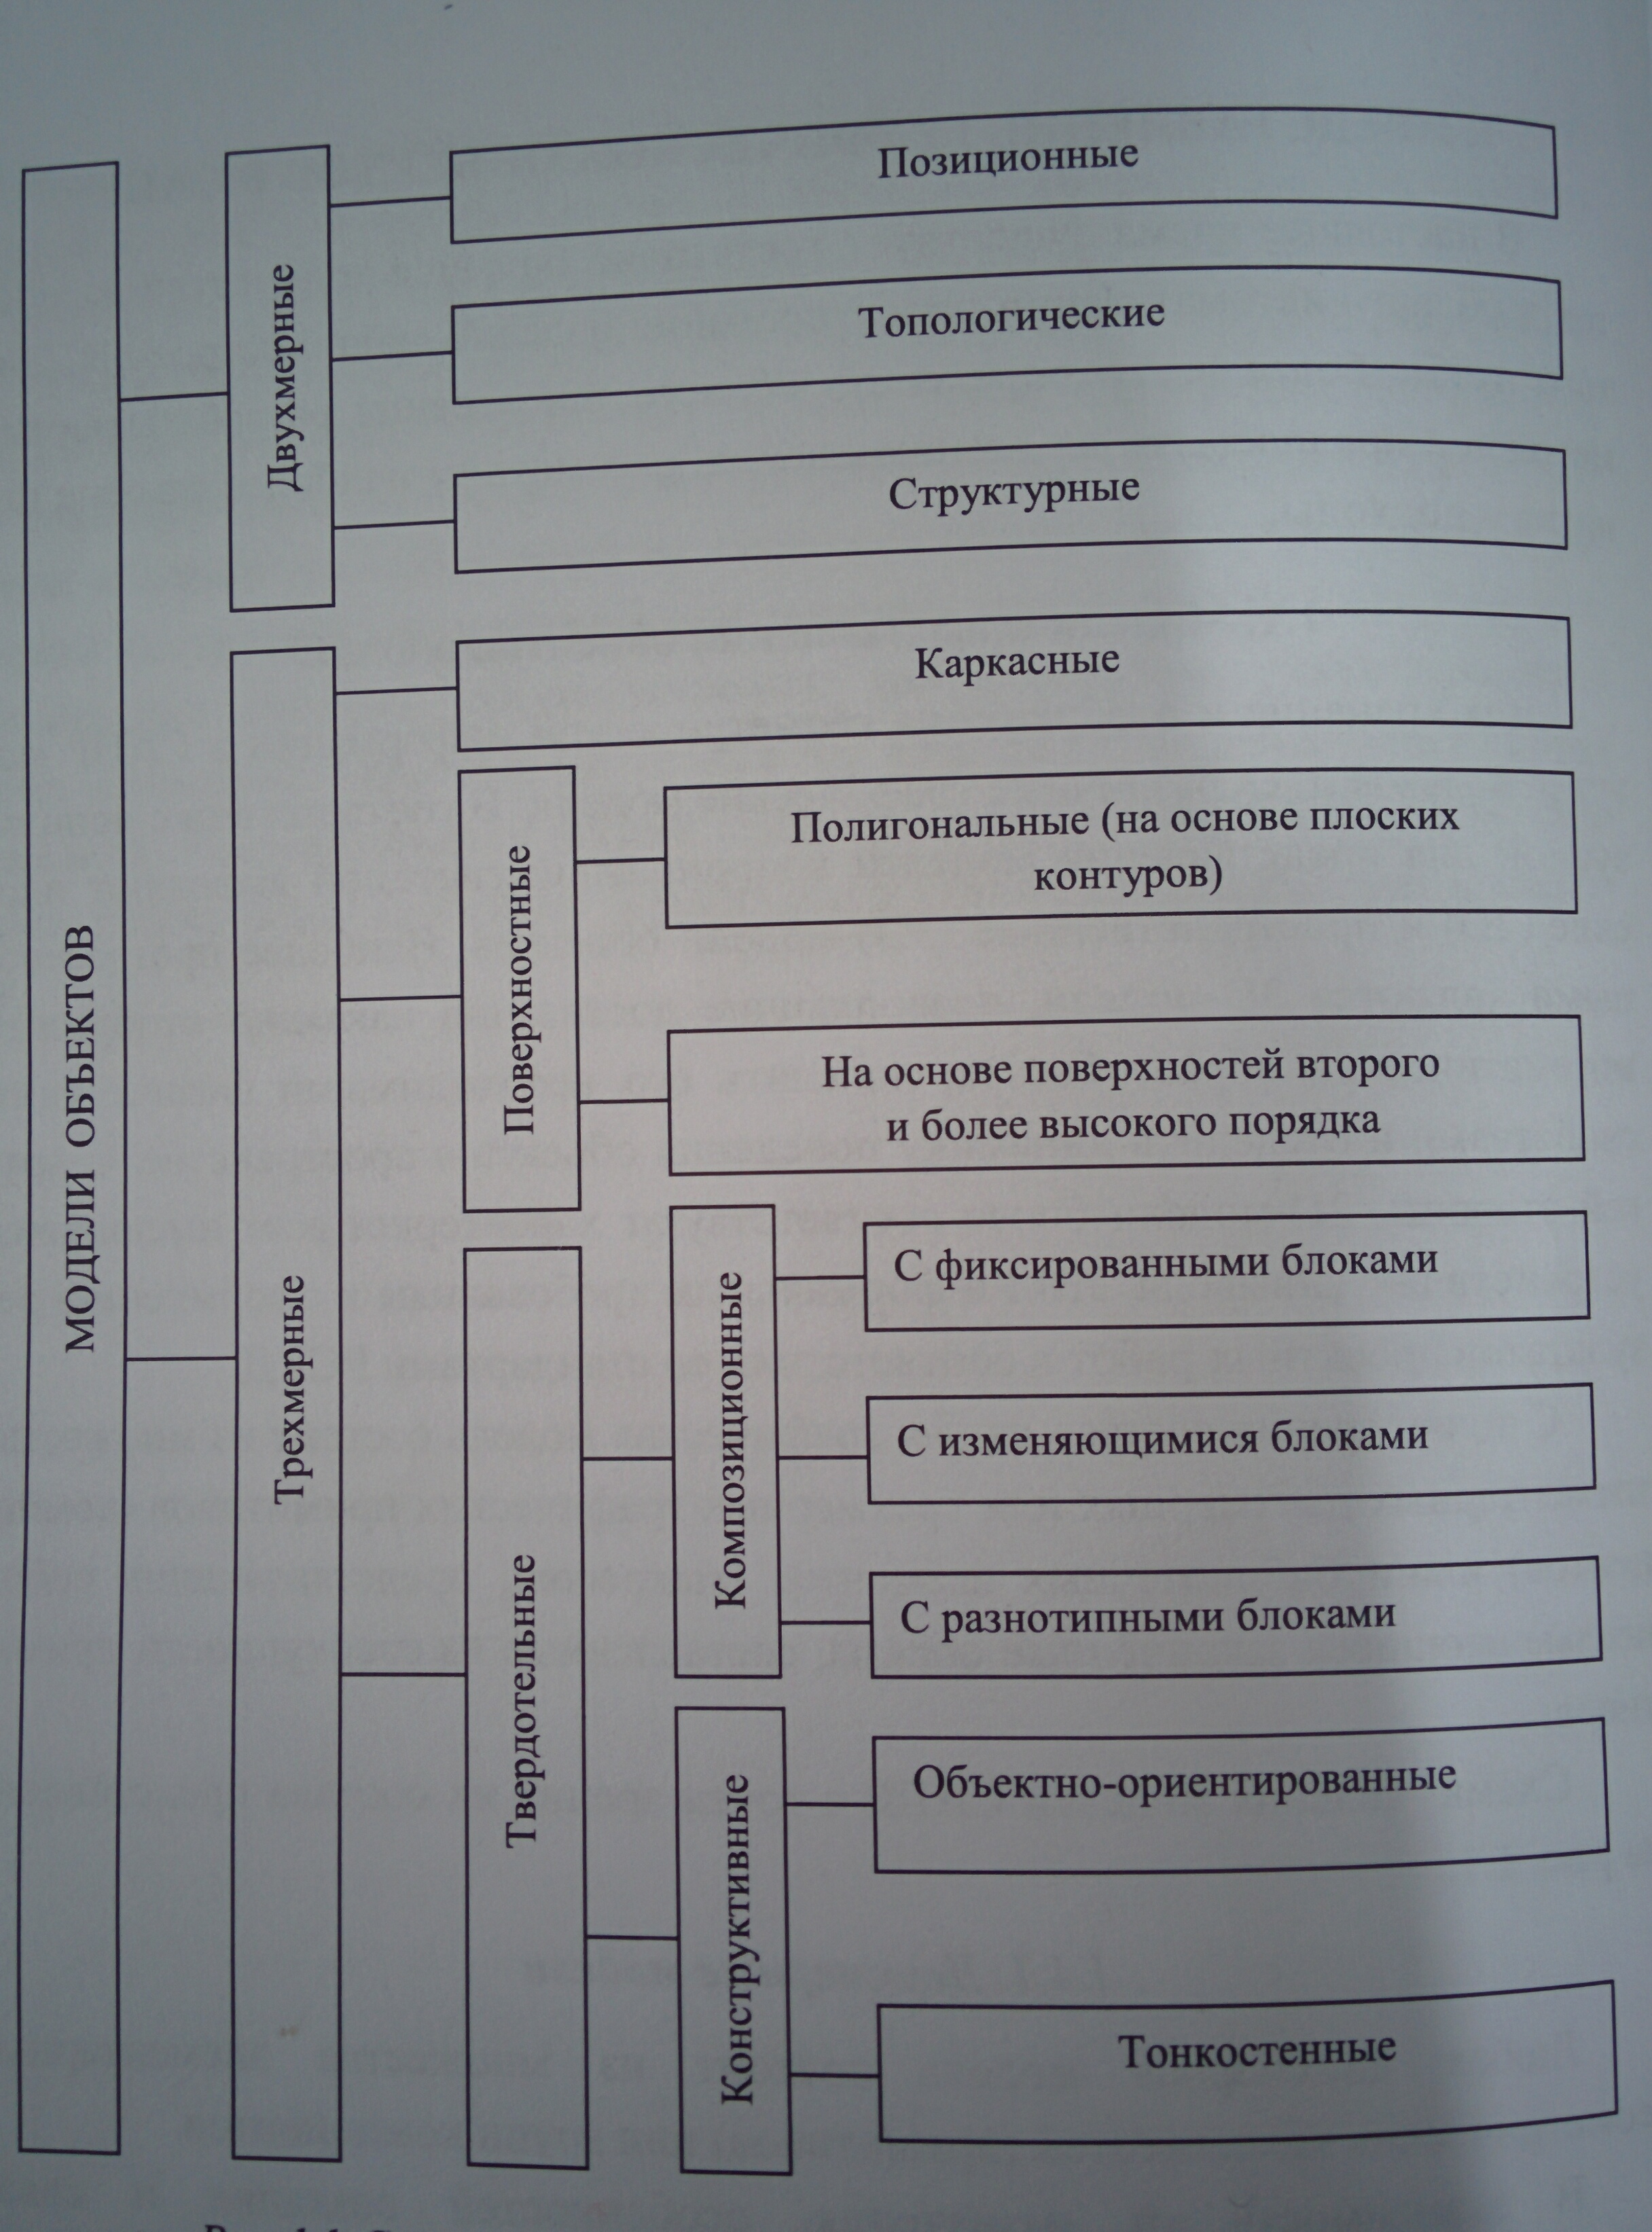 МОДЕЛИ ОБЪЕКТОВ
Двухмерные
Позиционные
Топологические
Структурные
Трехмерные
Каркасные
Поверхностные
Полигональные (на основе плоских
контуров)
На основе поверхностей второго
и более высокого порядка
Твердотельные
Композиционные
С фиксированными блоками
С изменяющимися блоками
С разнотипными блоками
Конструктивные
Объектно-ориентированные
Тонкостенные